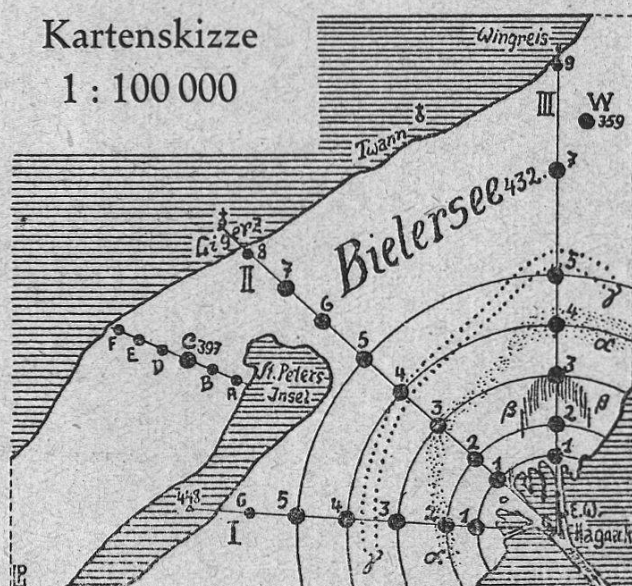 Kartenskizze
1 : 100 000
Wingreis
9
III
W
359
Twann
7
Bielersee 432
Ligerz
9
8
II
7
6
5
γ
4
α
3
β β
2
1
5
4
3
2
1
F E D C 397 B A
St. Peters-
Insel
448
6 5 4 3 2 1
I
γ
α
E.W.
Hagneck